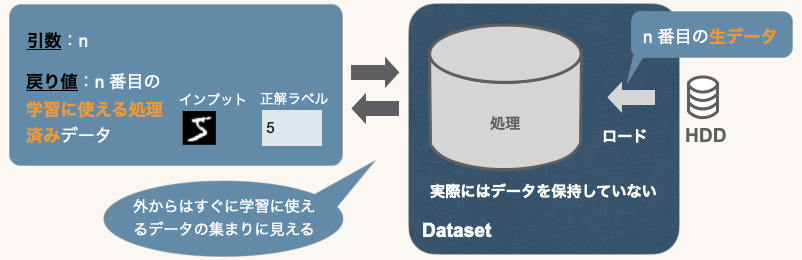 引数：n
戻り値：n 番目の
学習に使える処理
済みデータ
インプット
正解ラベル
5
5
外からはすぐに学習に使え
るデータの集まりに見える
n 番目の生データ
処理
ロード
HDD
実際にはデータを保持していない
Dataset